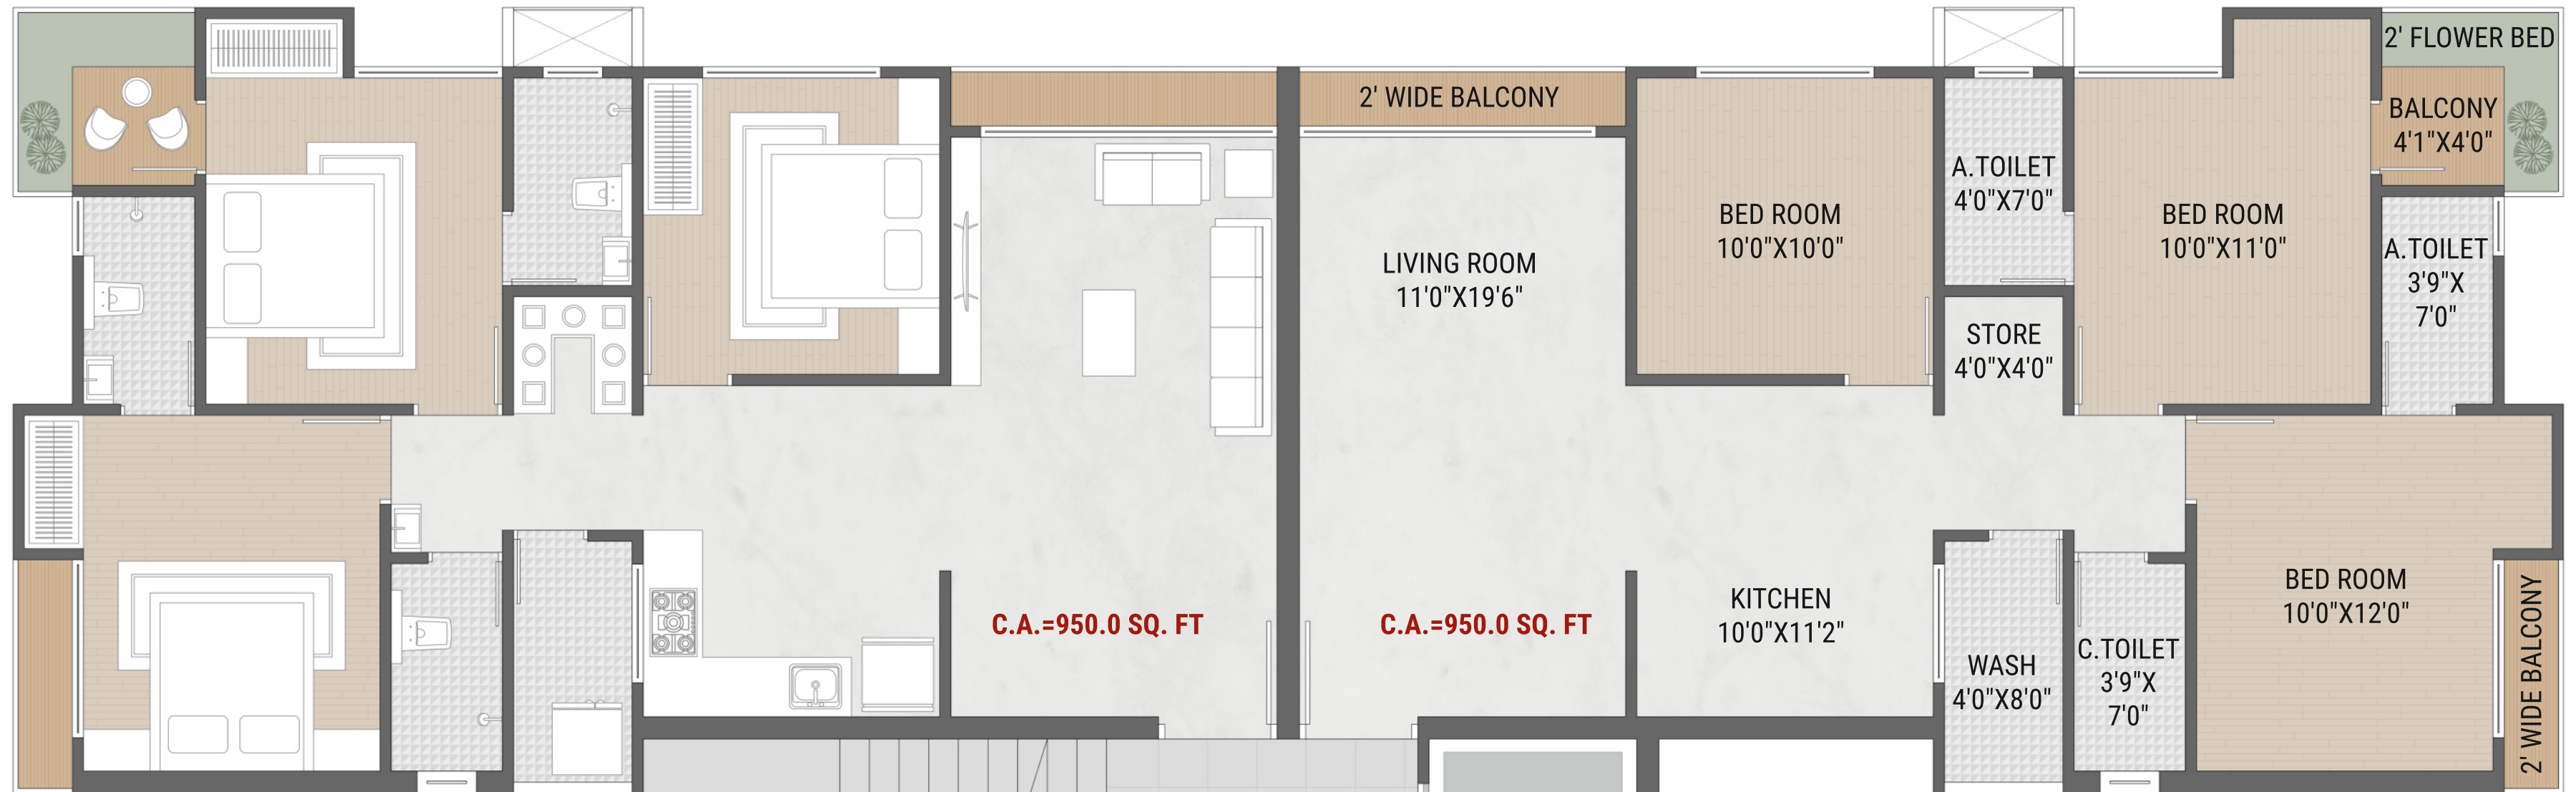 2' FLOWER BED
2' WIDE BALCONY
BALCONY
4'1"X4'0"
A.TOILET
4'0"X7'0"
BED ROOM
10'0"X10'0"
BED ROOM
10'0"X11'0"
A.TOILET
3'9"X
7'0"
LIVING ROOM
11'0"X19'6"
STORE
4'0"X4'0"
C.A.=950.0 SQ. FT
C.A.=950.0 SQ. FT
KITCHEN
10'0"X11'2"
BED ROOM
10'0"X12'0"
WASH
4'0"X8'0"
C.TOILET
3'9"X
7'0"
2' WIDE BALCONY